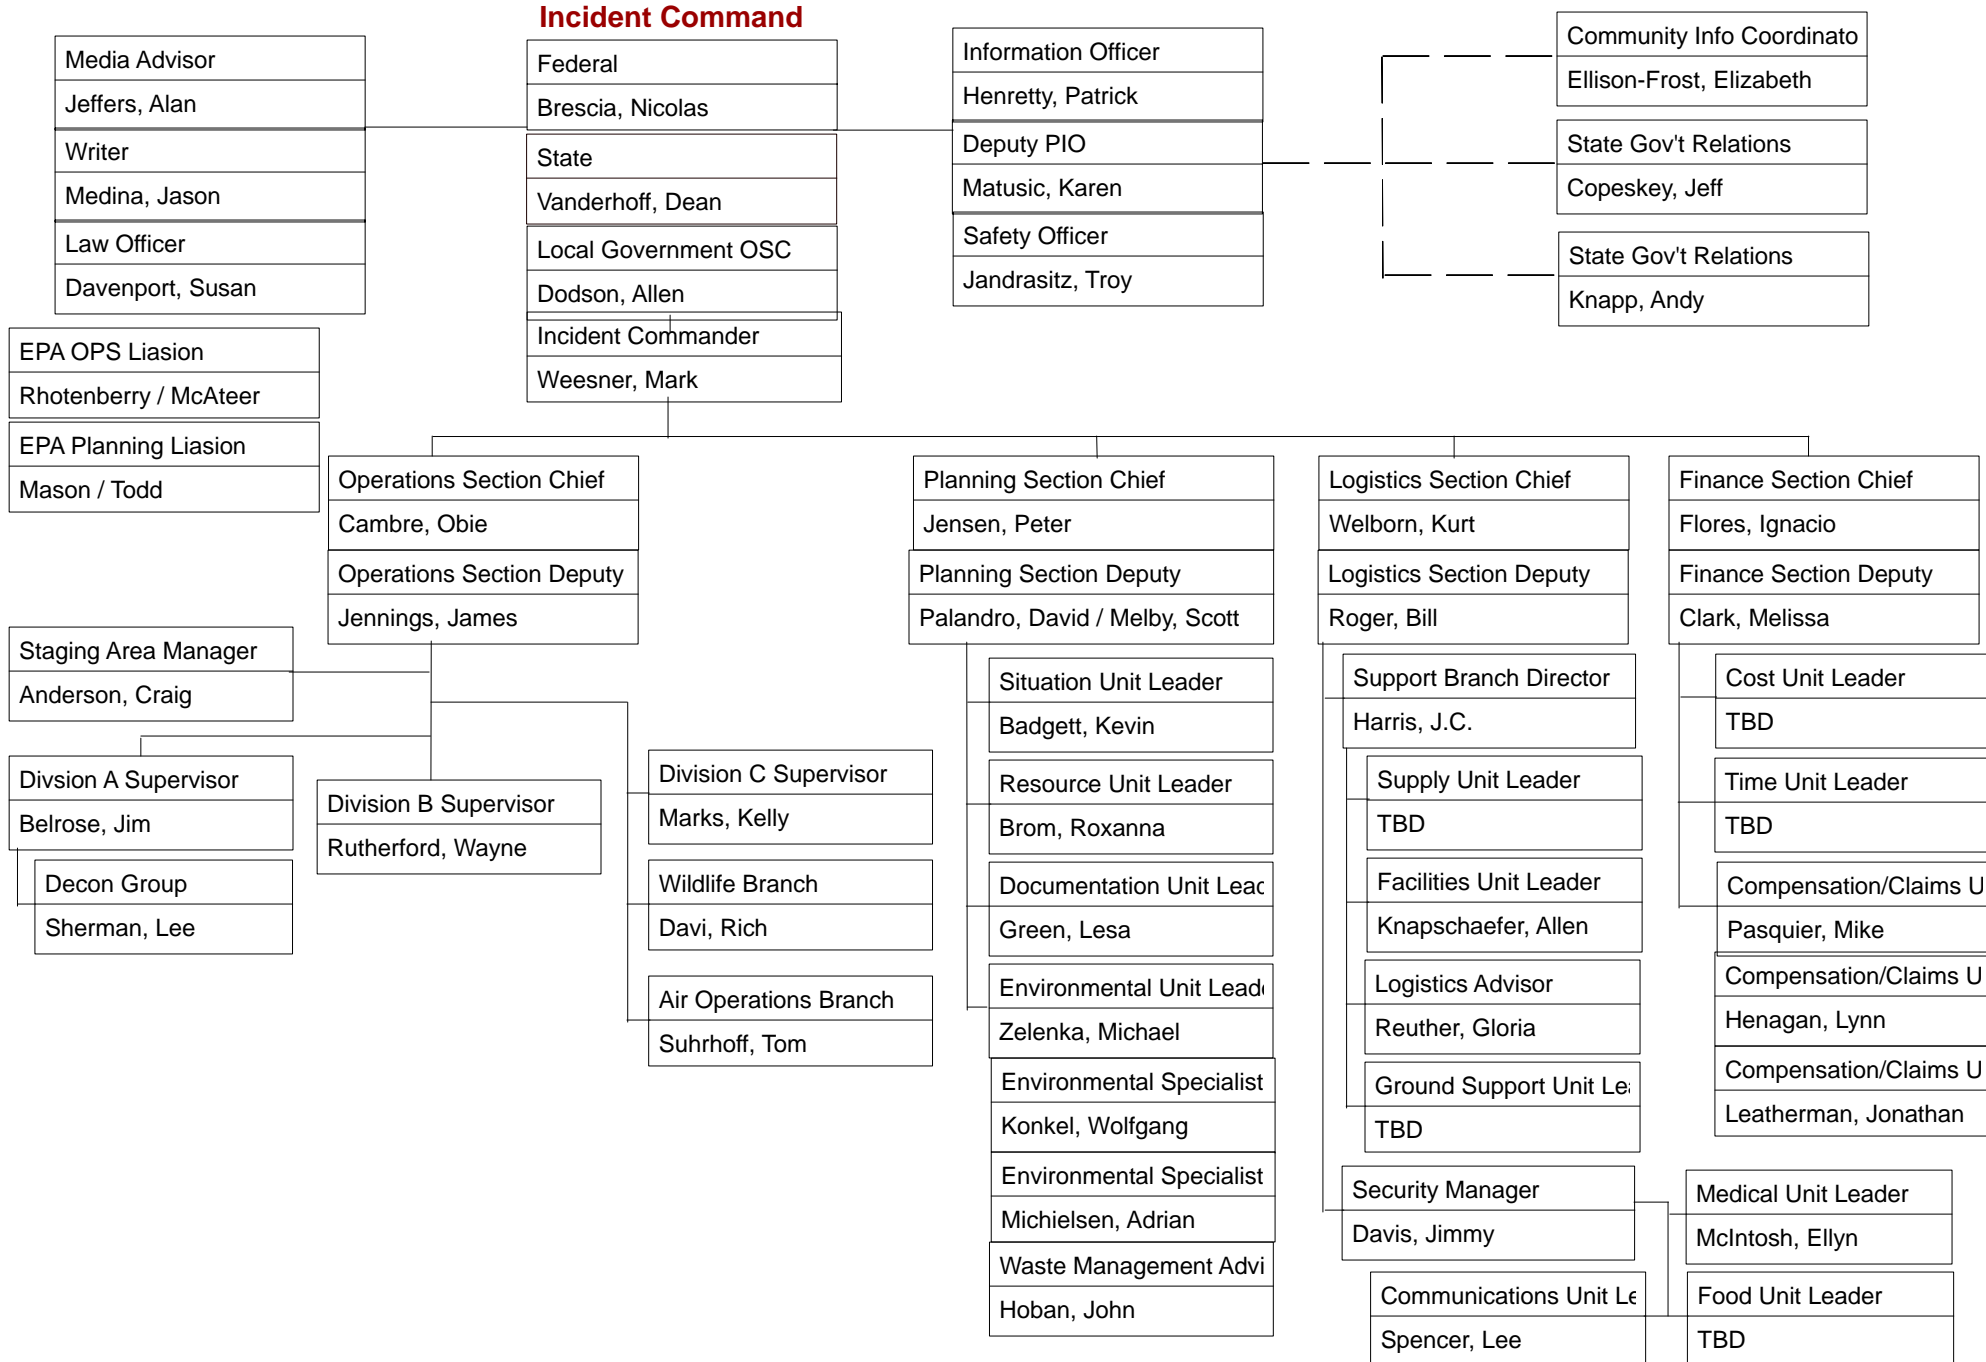 Incident Command
Media Advisor
Jeffers, Alan
Writer
Medina, Jason
Law Officer
Davenport, Susan
Federal
Brescia, Nicolas
State
Vanderhoff, Dean
Local Government OSC
Dodson, Allen
Incident Commander
Weesner, Mark
Information Officer
Henretty, Patrick
Deputy PIO
Matusic, Karen
Safety Officer
Jandrasitz, Troy
Community Info Coordinato
Ellison-Frost, Elizabeth
State Gov't Relations
Copeskey, Jeff
State Gov't Relations
Knapp, Andy
EPA OPS Liasion
Rhotenberry / McAteer
EPA Planning Liasion
Mason / Todd
Operations Section Chief
Cambre, Obie
Operations Section Deputy
Jennings, James
Staging Area Manager
Anderson, Craig
Divsion A Supervisor
Belrose, Jim
Decon Group
Sherman, Lee
Division B Supervisor
Rutherford, Wayne
Division C Supervisor
Marks, Kelly
Wildlife Branch
Davi, Rich
Air Operations Branch
Suhrhoff, Tom
Planning Section Chief
Jensen, Peter
Planning Section Deputy
Palandro, David / Melby, Scott
Situation Unit Leader
Badgett, Kevin
Resource Unit Leader
Brom, Roxanna
Documentation Unit Leac
Green, Lesa
Environmental Unit Leade
Zelenka, Michael
Environmental Specialist
Konkel, Wolfgang
Environmental Specialist
Michielsen, Adrian
Waste Management Advi
Hoban, John
Logistics Section Chief
Welborn, Kurt
Logistics Section Deputy
Roger, Bill
Support Branch Director
Harris, J.C.
Supply Unit Leader
TBD
Facilities Unit Leader
Knapschaefer, Allen
Logistics Advisor
Reuther, Gloria
Ground Support Unit Lea
TBD
Security Manager
Davis, Jimmy
Communications Unit Le
Spencer, Lee
Medical Unit Leader
McIntosh, Ellyn
Food Unit Leader
TBD
Finance Section Chief
Flores, Ignacio
Finance Section Deputy
Clark, Melissa
Cost Unit Leader
TBD
Time Unit Leader
TBD
Compensation/Claims U
Pasquier, Mike
Compensation/Claims U
Henagan, Lynn
Compensation/Claims U
Leatherman, Jonathan